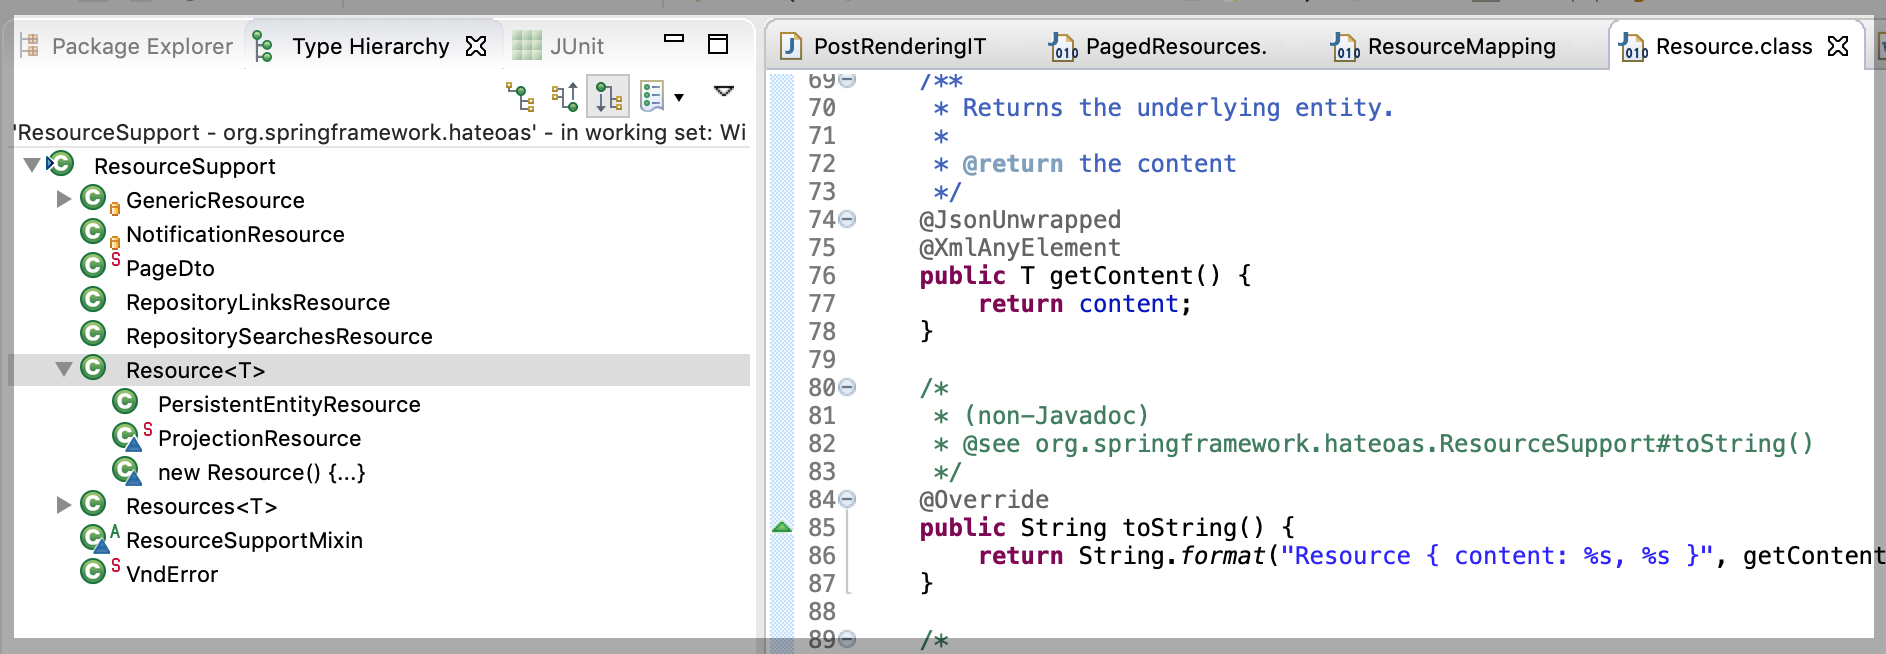 Package Explorer
Type Hierarchy
JUnit
'ResourceSupport - org.springframework.hateoas' - in working set: Wi
ResourceSupport
GenericResource
NotificationResource
S PageDto
RepositoryLinksResource
RepositorySearchesResource
Resource<T>
PersistentEntityResource
S ProjectionResource
new Resource() {...}
Resources<T>
A ResourceSupportMixin
S VndError
PostRenderingIT
PagedResources.
ResourceMapping
Resource.class
69 /**
70 * Returns the underlying entity.
71 *
72 * @return the content
73 */
74 @JsonUnwrapped
75 @XmlAnyElement
76 public T getContent() {
77 return content;
78 }
79
80 /*
81 * (non-Javadoc)
82 * @see org.springframework.hateoas.ResourceSupport#toString()
83 */
84 @Override
85 public String toString() {
86 return String.format("Resource { content: %s, %s }", getContent
87 }
88
89 /*